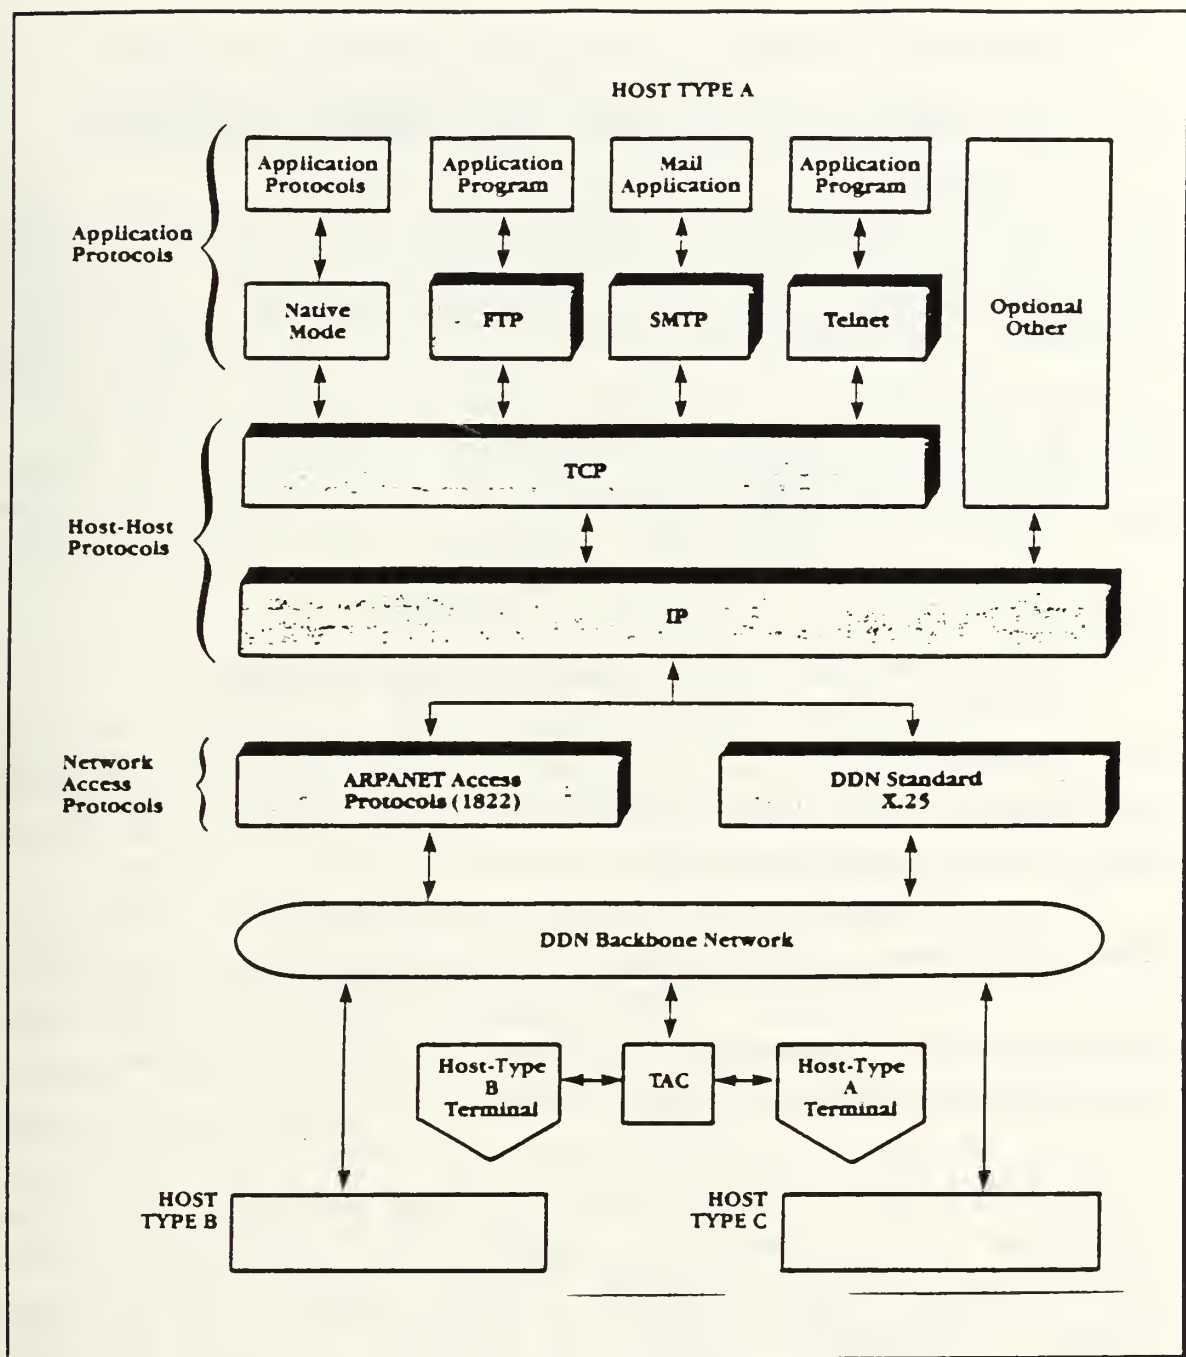 HOST TYPE A
Application
Protocols
Application
Program
Mail
Application
Application
Program
Application
Protocols
Native
Mode
FTP
SMTP
Telnet
Optional
Other
TCP
Host-Host
Protocols
IP
Network
Access
Protocols
ARPANET Access
Protocols (1822)
DDN Standard
X.25
DDN Backbone Network
Host-Type
B
Terminal
TAC
Host-Type
A
Terminal
HOST
TYPE B
HOST
TYPE C